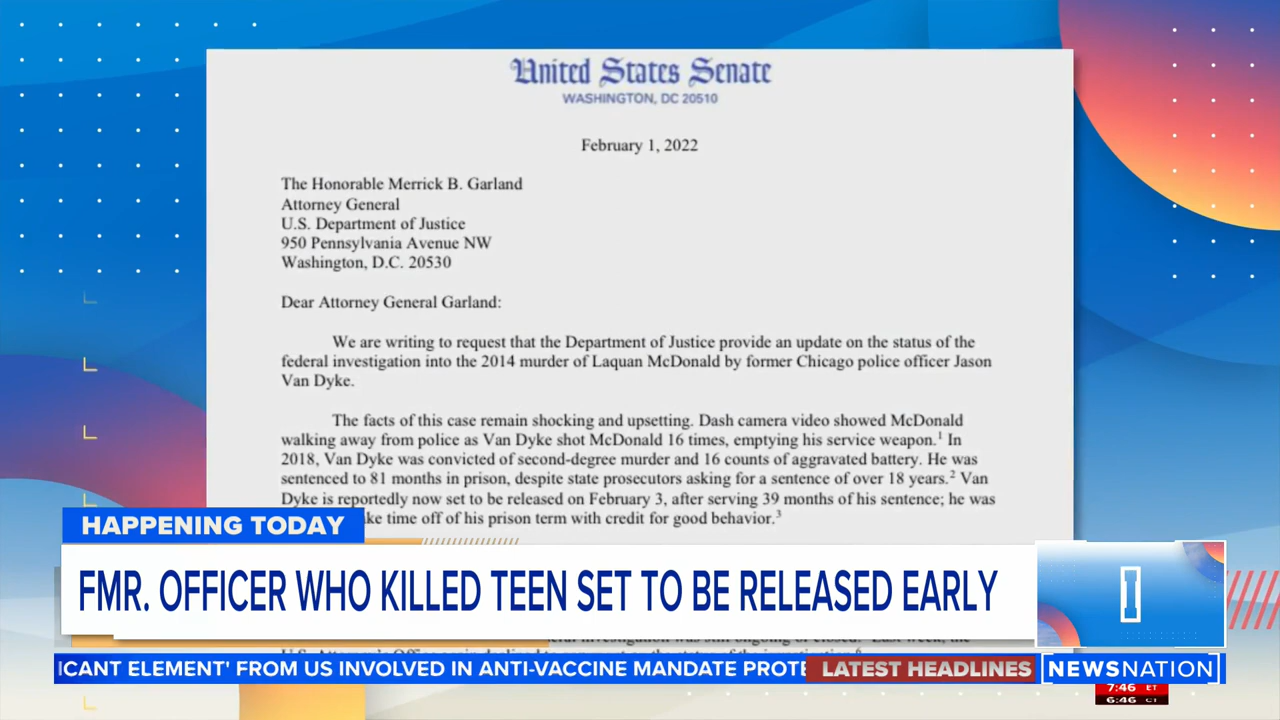 United States Senate
WASHINGTON, DC 20510
February 1, 2022
The Honorable Merrick B. Garland
Attorney General
U.S. Department of Justice
950 Pennsylvania Avenue NW
Washington, D.C. 20530
Dear Attorney General Garland:
We are writing to request that the Department of Justice provide an update on the status of the
federal investigation into the 2014 murder of Laquan McDonald by former Chicago police officer Jason
Van Dyke.
The facts of this case remain shocking and upsetting. Dash camera video showed McDonald
walking away from police as Van Dyke shot McDonald 16 times, emptying his service weapon.1 In
2018, Van Dyke was convicted of second-degree murder and 16 counts of aggravated battery. He was
sentenced to 81 months in prison, despite state prosecutors asking for a sentence of over 18 years.2 Van
Dyke is reportedly now set to be released on February 3, after serving 39 months of his sentence; he was
time off of his prison term with credit for good behavior.3
HAPPENING TODAY
FMR. OFFICER WHO KILLED TEEN SET TO BE RELEASED EARLY
ICANT ELEMENT' FROM US INVOLVED IN ANTI-VACCINE MANDATE PROTE
LATEST HEADLINES
NEWSNATION
7:46 ET
6:46 CT